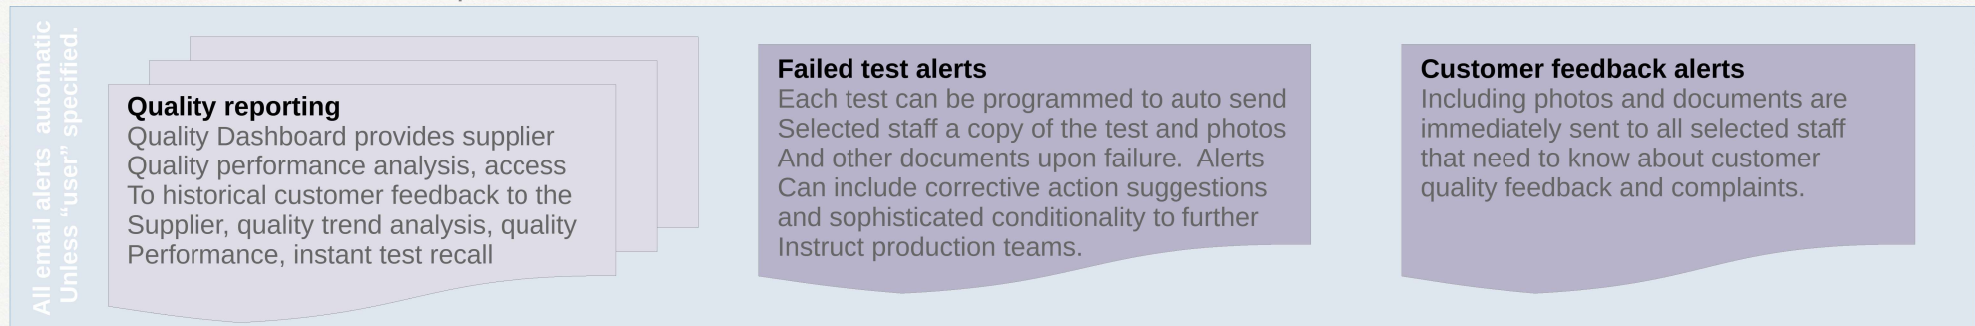 All email alerts automatic
Unless “user” specified.
Quality reporting
Quality Dashboard provides supplier
Quality performance analysis, access
To historical customer feedback to the
Supplier, quality trend analysis, quality
Performance, instant test recall
Failed test alerts
Each test can be programmed to auto send
Selected staff a copy of the test and photos
And other documents upon failure.  Alerts
Can include corrective action suggestions
and sophisticated conditionality to further
Instruct production teams.
Customer feedback alerts
Including photos and documents are
immediately sent to all selected staff
that need to know about customer
quality feedback and complaints.